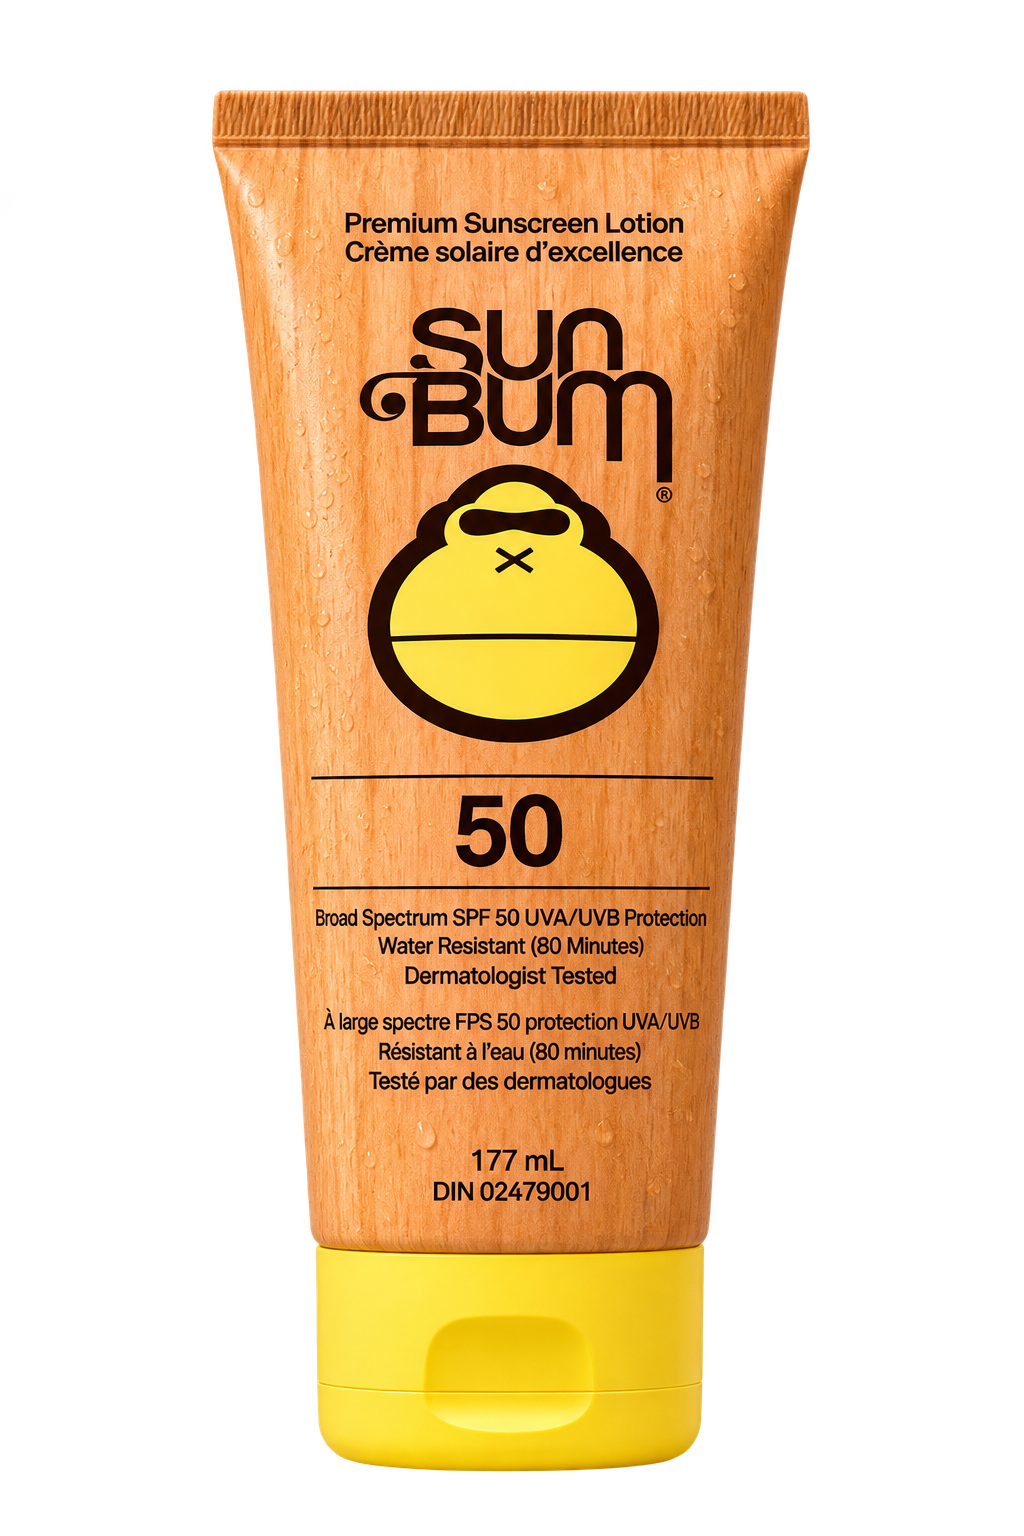 Premium Sunscreen Lotion
Crème solaire d'excellence
sun
Bum
®
50
Broad Spectrum SPF 50 UVA/UVB Protection
Water Resistant (80 Minutes)
Dermatologist Tested
À large spectre FPS 50 protection UVA/UVB
Résistant à l'eau (80 minutes)
Testé par des dermatologues
177 mL
DIN 02479001